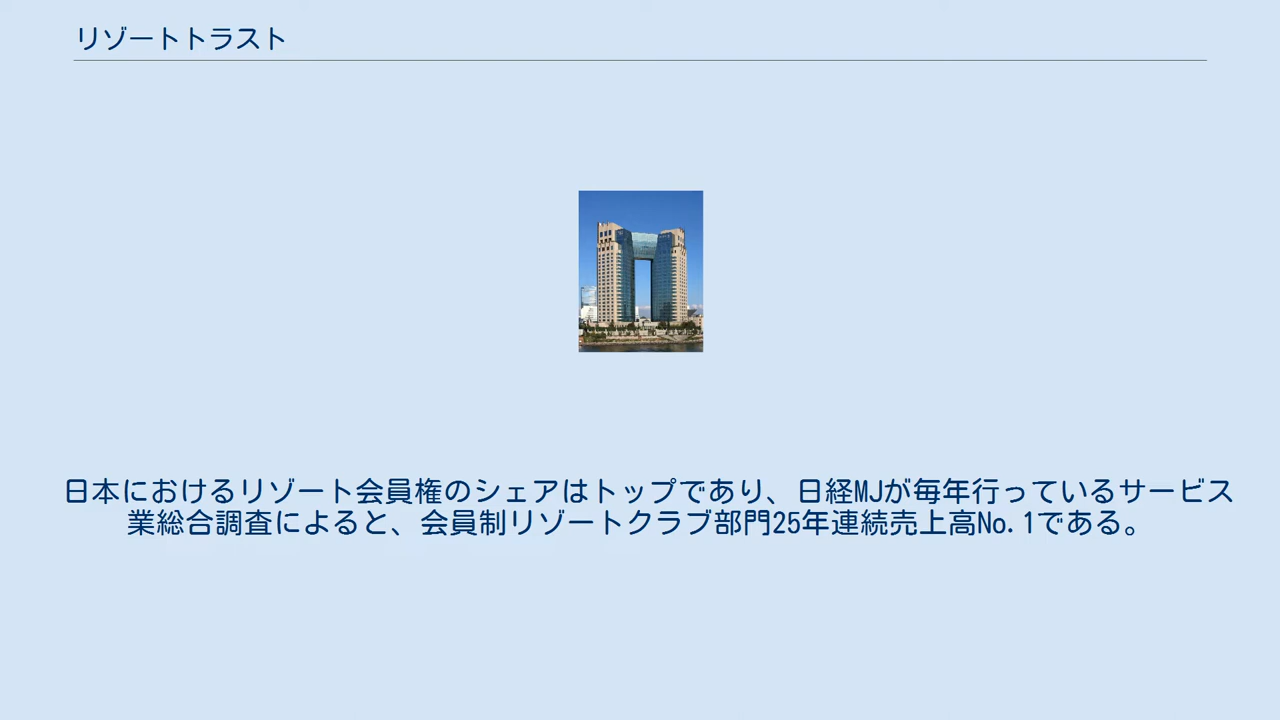 リゾートトラスト
日本におけるリゾート会員権のシェアはトップであり、日経MJが毎年行っているサービス
業総合調査によると、会員制リゾートクラブ部門25年連続売上高No.1である。